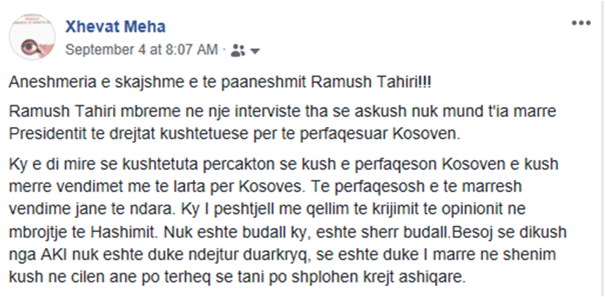 Xhevat Meha
September 4 at 8:07 AM ·
Aneshmeria e skajshme e te paaneshmit Ramush Tahiri!!!
Ramush Tahiri mbreme ne nje interviste tha se askush nuk mund t'ia marre
Presidentit te drejtat kushtetuese per te perfaqesuar Kosoven.
Ky e di mire se kushtetuta percakton se kush e perfaqeson Kosoven e kush
merre vendimet me te larta per Kosoves. Te perfaqesosh e te marresh
vendime jane te ndara. Ky I peshtjell me qellim te krijimit te opinionit ne
mbrojtje te Hashimit. Nuk eshte budall ky, eshte sherr budall.Besoj se dikush
nga AKI nuk eshte duke ndejtur duarkryq, se eshte duke I marre ne shenim
kush ne cilen ane po terheq se tani po shplohen krejt ashiqare.